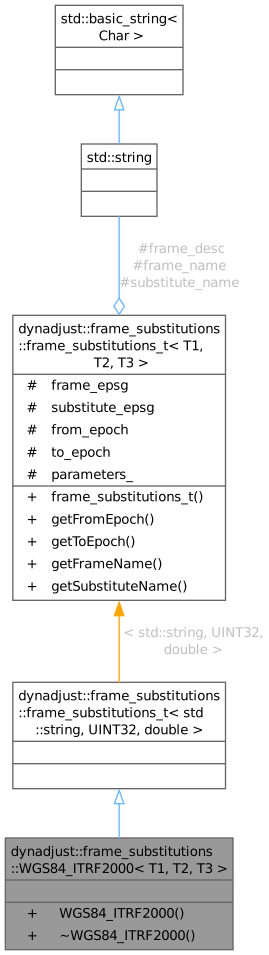 std::basic_string<
Char >
std::string
#frame_desc
#frame_name
#substitute_name
dynadjust::frame_substitutions
::frame_substitutions_t< T1,
T2, T3 >
# frame_epsg
# substitute_epsg
# from_epoch
# to_epoch
# parameters_
+ frame_substitutions_t()
+ getFromEpoch()
+ getToEpoch()
+ getFrameName()
+ getSubstituteName()
< std::string, UINT32,
double >
dynadjust::frame_substitutions
::frame_substitutions_t< std
::string, UINT32, double >
dynadjust::frame_substitutions
::WGS84_ITRF2000< T1, T2, T3 >
+ WGS84_ITRF2000()
+ ~WGS84_ITRF2000()